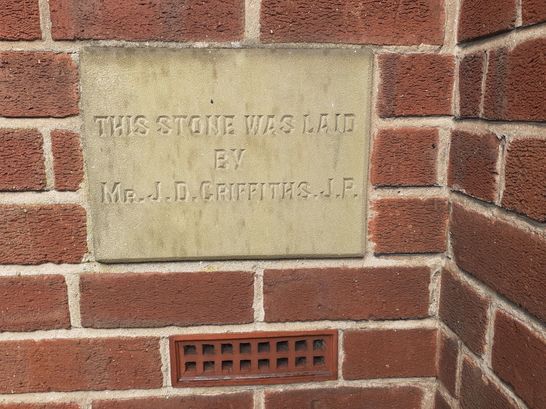 THIS STONE WAS LAID
BY
MR. J. D. GRIFFITHS. J. P.